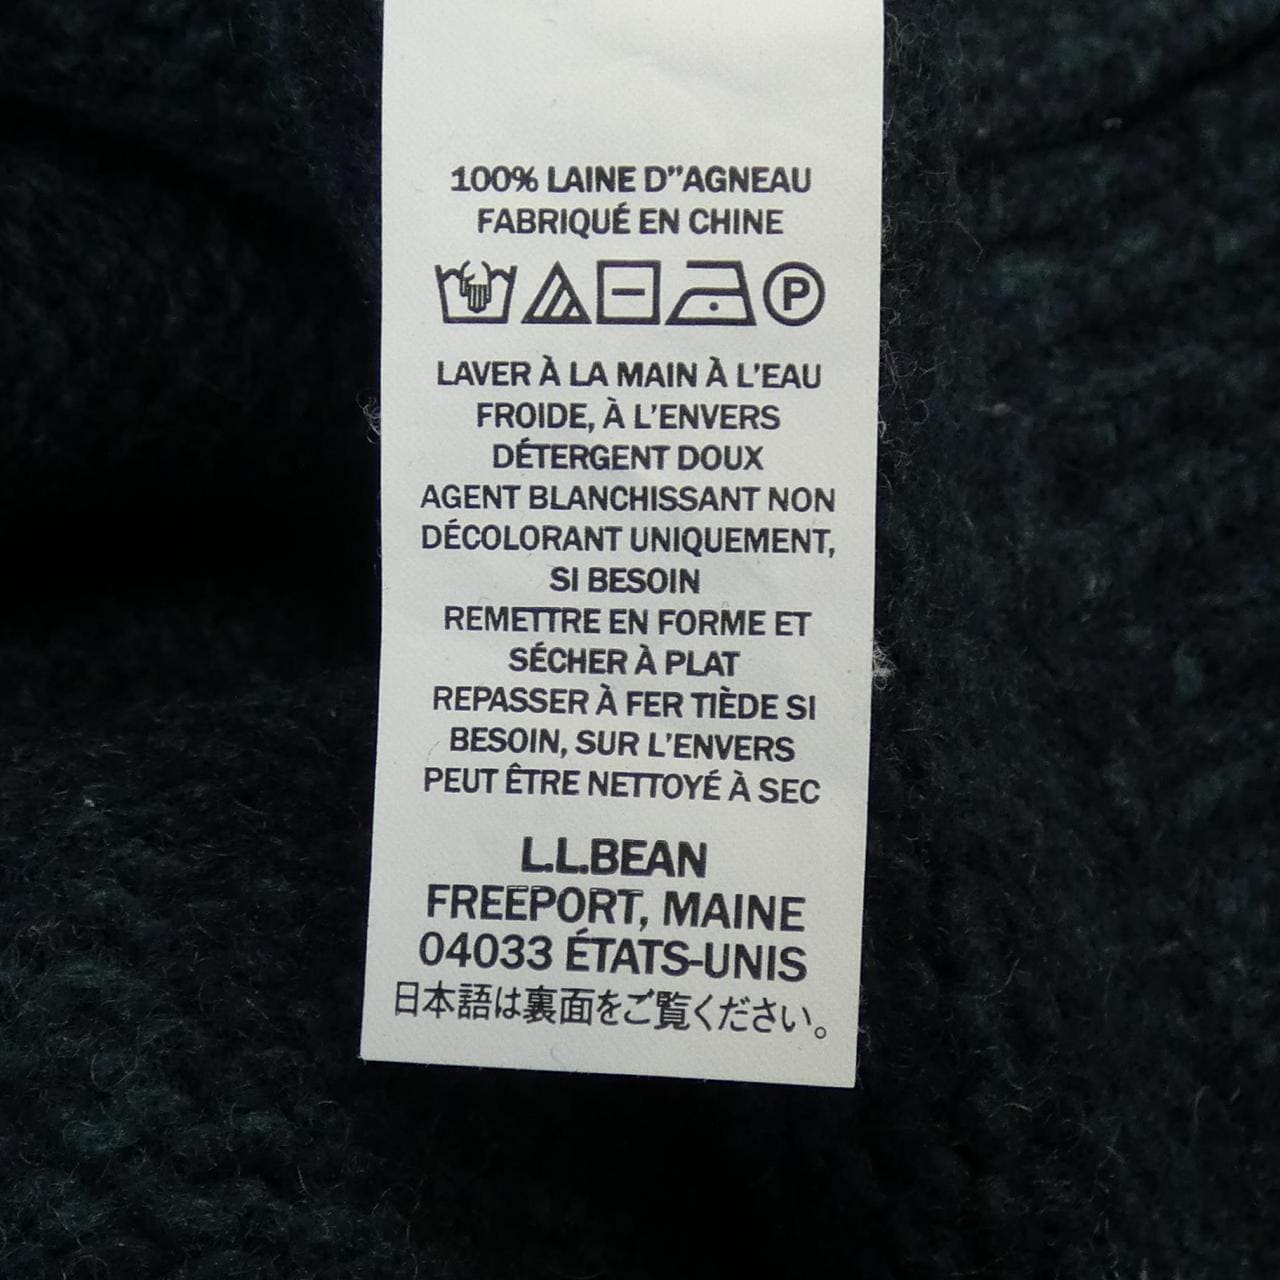 100% LAINE D”AGNEAU
FABRIQUÉ EN CHINE
P
LAVER À LA MAIN À L’EAU
FROIDE, À L’ENVERS
DÉTERGENT DOUX
AGENT BLANCHISSANT NON
DÉCOLORANT UNIQUEMENT,
SI BESOIN
REMETTRE EN FORME ET
SÉCHER À PLAT
REPASSER À FER TIÈDE SI
BESOIN, SUR L’ENVERS
PEUT ÊTRE NETTOYÉ À SEC
L.L.BEAN
FREEPORT, MAINE
04033 ÉTATS-UNIS
日本語は裏面をご覧ください。